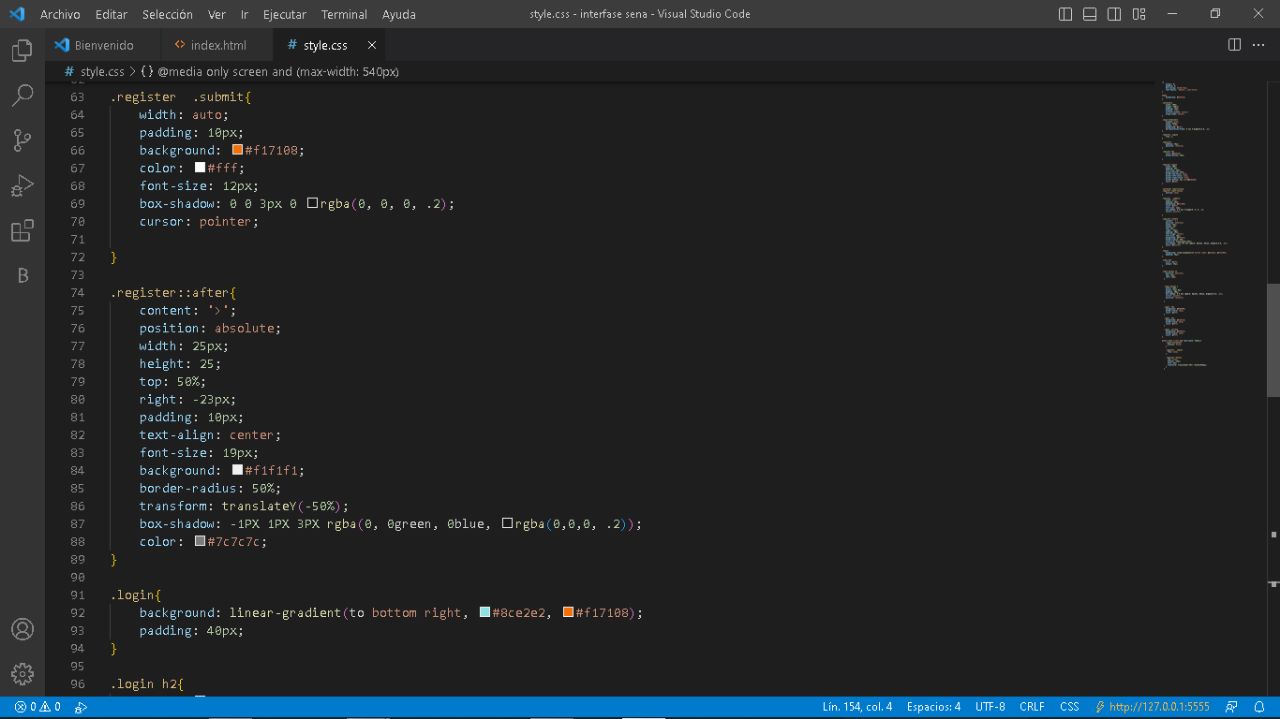 Archivo Editar Selección Ver Ir Ejecutar Terminal Ayuda style.css - interfase sena - Visual Studio Code
Bienvenido <> index.html # style.css
# style.css > {} @media only screen and (max-width: 540px)
63 .register  .submit{
64 width: auto;
65 padding: 10px;
66 background: #f17108;
67 color: #fff;
68 font-size: 12px;
69 box-shadow: 0 0 3px 0 rgba(0, 0, 0, .2);
70 cursor: pointer;
71
72 }
73
74 .register::after{
75 content: '>';
76 position: absolute;
77 width: 25px;
78 height: 25;
79 top: 50%;
80 right: -23px;
81 padding: 10px;
82 text-align: center;
83 font-size: 19px;
84 background: #f1f1f1;
85 border-radius: 50%;
86 transform: translateY(-50%);
87 box-shadow: -1PX 1PX 3PX rgba(0, 0green, 0blue, rgba(0,0,0, .2));
88 color: #7c7c7c;
89 }
90
91 .login{
92 background: linear-gradient(to bottom right, #8ce2e2, #f17108);
93 padding: 40px;
94 }
95
96 .login h2{
B
0 0 Lín. 154, col. 4 Espacios: 4 UTF-8 CRLF CSS http://127.0.0.1:5555